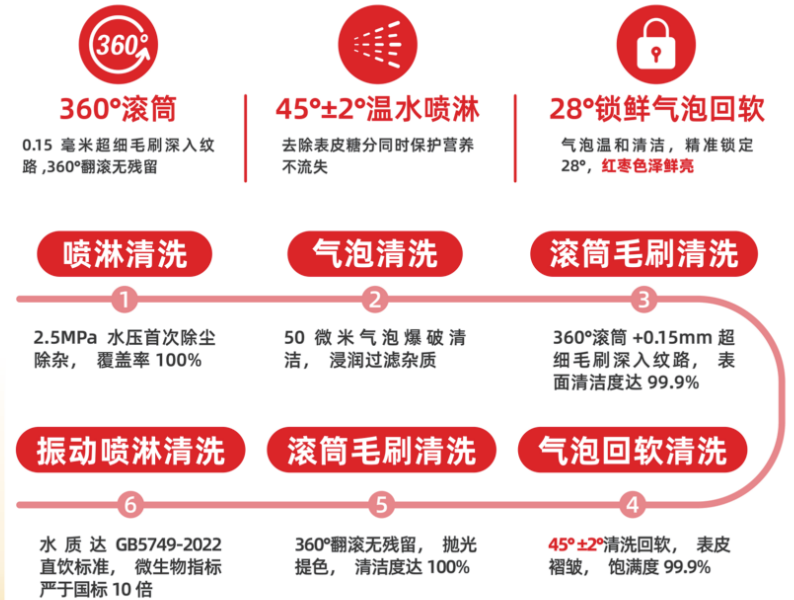 360°
360°滚筒
0.15 毫米超细毛刷深入纹
路 ,360°翻滚无残留
45°±2°温水喷淋
去除表皮糖分同时保护营养
不流失
28°锁鲜气泡回软
气泡温和清洁，精准锁定
28°，红枣色泽鲜亮
喷淋清洗
1
2.5MPa 水压首次除尘
除杂， 覆盖率 100%
气泡清洗
2
50 微米气泡爆破清
洁， 浸润过滤杂质
滚筒毛刷清洗
3
360°滚筒 +0.15mm 超
细毛刷深入纹路， 表
面清洁度达 99.9%
气泡回软清洗
4
45°±2°清洗回软， 表皮
褶皱， 饱满度 99.9%
滚筒毛刷清洗
5
360°翻滚无残留， 抛光
提色， 清洁度达 100%
振动喷淋清洗
6
水质达 GB5749-2022
直饮标准， 微生物指标
严于国标 10 倍